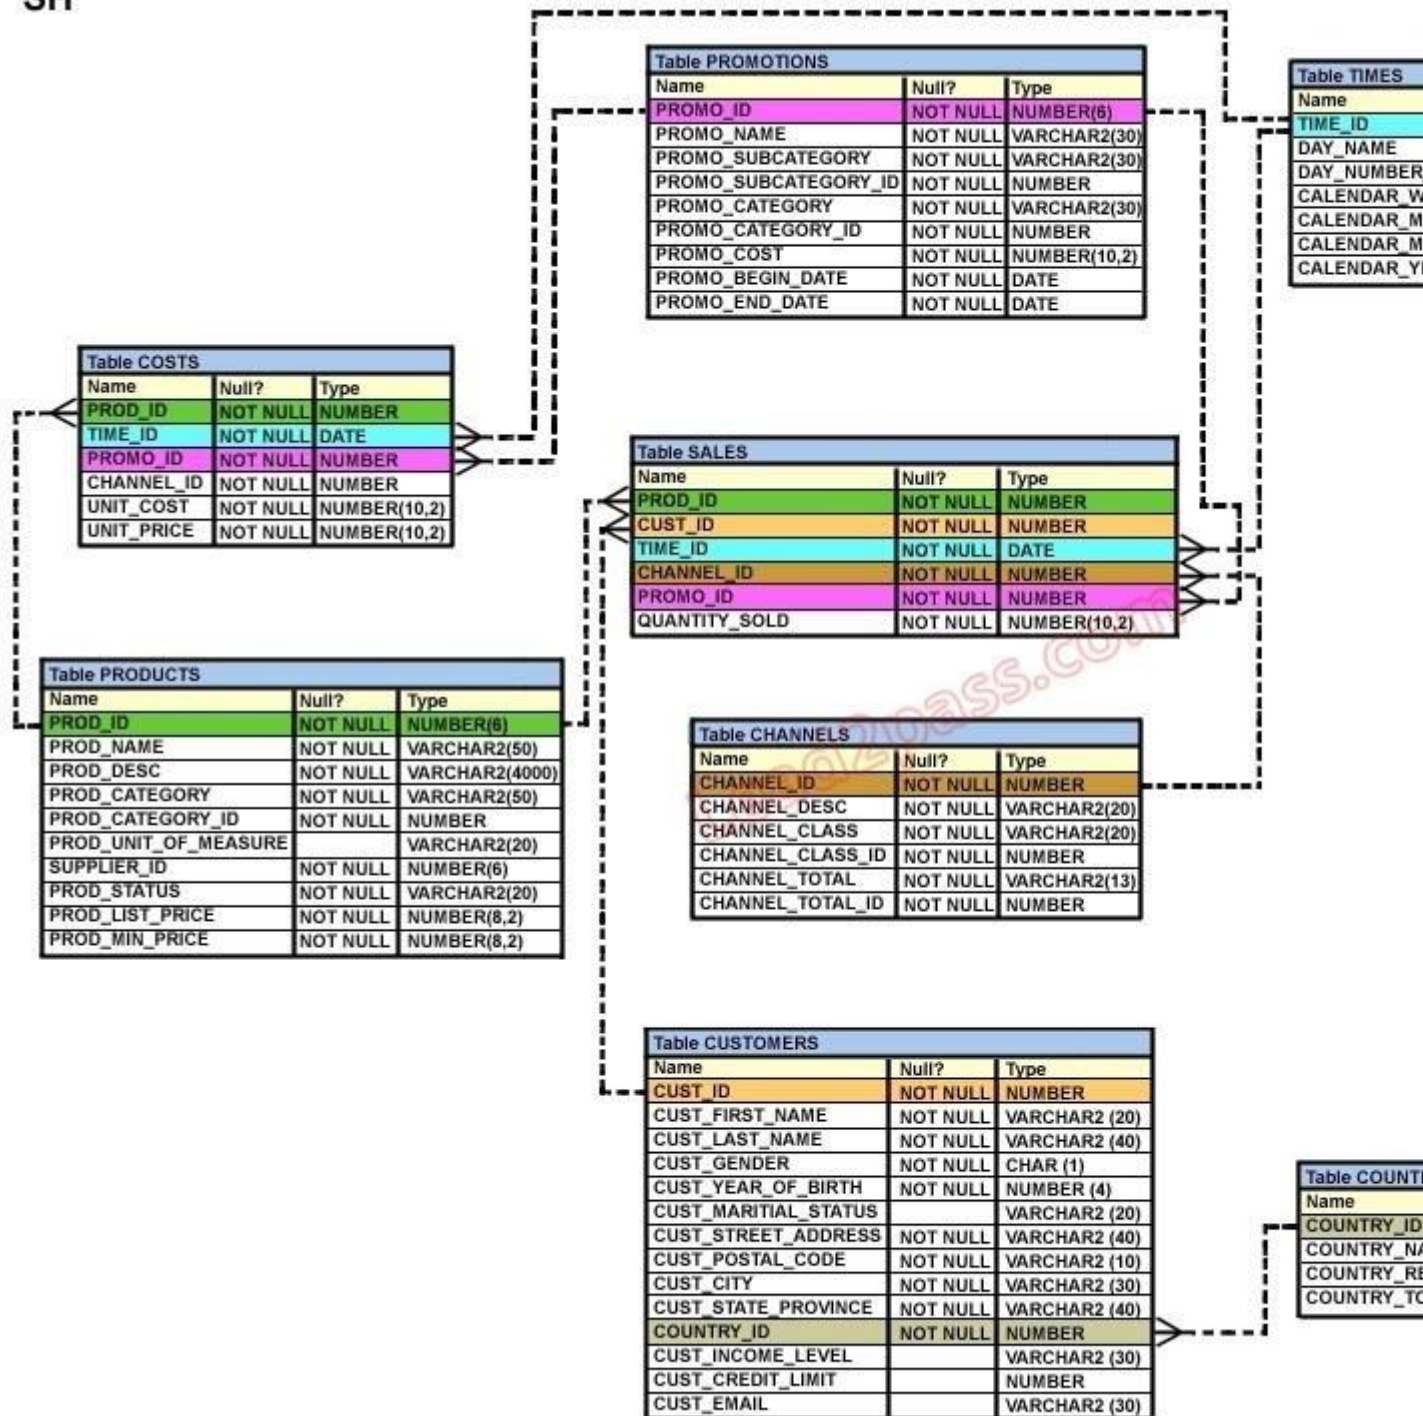 SH
Table PROMOTIONS
Name Null? Type
PROMO_ID NOT NULL NUMBER(6)
PROMO_NAME NOT NULL VARCHAR2(30)
PROMO_SUBCATEGORY NOT NULL VARCHAR2(30)
PROMO_SUBCATEGORY_ID NOT NULL NUMBER
PROMO_CATEGORY NOT NULL VARCHAR2(30)
PROMO_CATEGORY_ID NOT NULL NUMBER
PROMO_COST NOT NULL NUMBER(10,2)
PROMO_BEGIN_DATE NOT NULL DATE
PROMO_END_DATE NOT NULL DATE
Table TIMES
Name
TIME_ID
DAY_NAME
DAY_NUMBER
CALENDAR_W
CALENDAR_M
CALENDAR_M
CALENDAR_Y
Table COSTS
Name Null? Type
PROD_ID NOT NULL NUMBER
TIME_ID NOT NULL DATE
PROMO_ID NOT NULL NUMBER
CHANNEL_ID NOT NULL NUMBER
UNIT_COST NOT NULL NUMBER(10,2)
UNIT_PRICE NOT NULL NUMBER(10,2)
Table SALES
Name Null? Type
PROD_ID NOT NULL NUMBER
CUST_ID NOT NULL NUMBER
TIME_ID NOT NULL DATE
CHANNEL_ID NOT NULL NUMBER
PROMO_ID NOT NULL NUMBER
QUANTITY_SOLD NOT NULL NUMBER(10,2)
Table PRODUCTS
Name Null? Type
PROD_ID NOT NULL NUMBER(6)
PROD_NAME NOT NULL VARCHAR2(50)
PROD_DESC NOT NULL VARCHAR2(4000)
PROD_CATEGORY NOT NULL VARCHAR2(50)
PROD_CATEGORY_ID NOT NULL NUMBER
PROD_UNIT_OF_MEASURE VARCHAR2(20)
SUPPLIER_ID NOT NULL NUMBER(6)
PROD_STATUS NOT NULL VARCHAR2(20)
PROD_LIST_PRICE NOT NULL NUMBER(8,2)
PROD_MIN_PRICE NOT NULL NUMBER(8,2)
Table CHANNELS
Name Null? Type
CHANNEL_ID NOT NULL NUMBER
CHANNEL_DESC NOT NULL VARCHAR2(20)
CHANNEL_CLASS NOT NULL VARCHAR2(20)
CHANNEL_CLASS_ID NOT NULL NUMBER
CHANNEL_TOTAL NOT NULL VARCHAR2(13)
CHANNEL_TOTAL_ID NOT NULL NUMBER
Table CUSTOMERS
Name Null? Type
CUST_ID NOT NULL NUMBER
CUST_FIRST_NAME NOT NULL VARCHAR2 (20)
CUST_LAST_NAME NOT NULL VARCHAR2 (40)
CUST_GENDER NOT NULL CHAR (1)
CUST_YEAR_OF_BIRTH NOT NULL NUMBER (4)
CUST_MARITIAL_STATUS VARCHAR2 (20)
CUST_STREET_ADDRESS NOT NULL VARCHAR2 (40)
CUST_POSTAL_CODE NOT NULL VARCHAR2 (10)
CUST_CITY NOT NULL VARCHAR2 (30)
CUST_STATE_PROVINCE NOT NULL VARCHAR2 (40)
COUNTRY_ID NOT NULL NUMBER
CUST_INCOME_LEVEL VARCHAR2 (30)
CUST_CREDIT_LIMIT NUMBER
CUST_EMAIL VARCHAR2 (30)
Table COUNT
Name
COUNTRY_ID
COUNTRY_NA
COUNTRY_RE
COUNTRY_TO